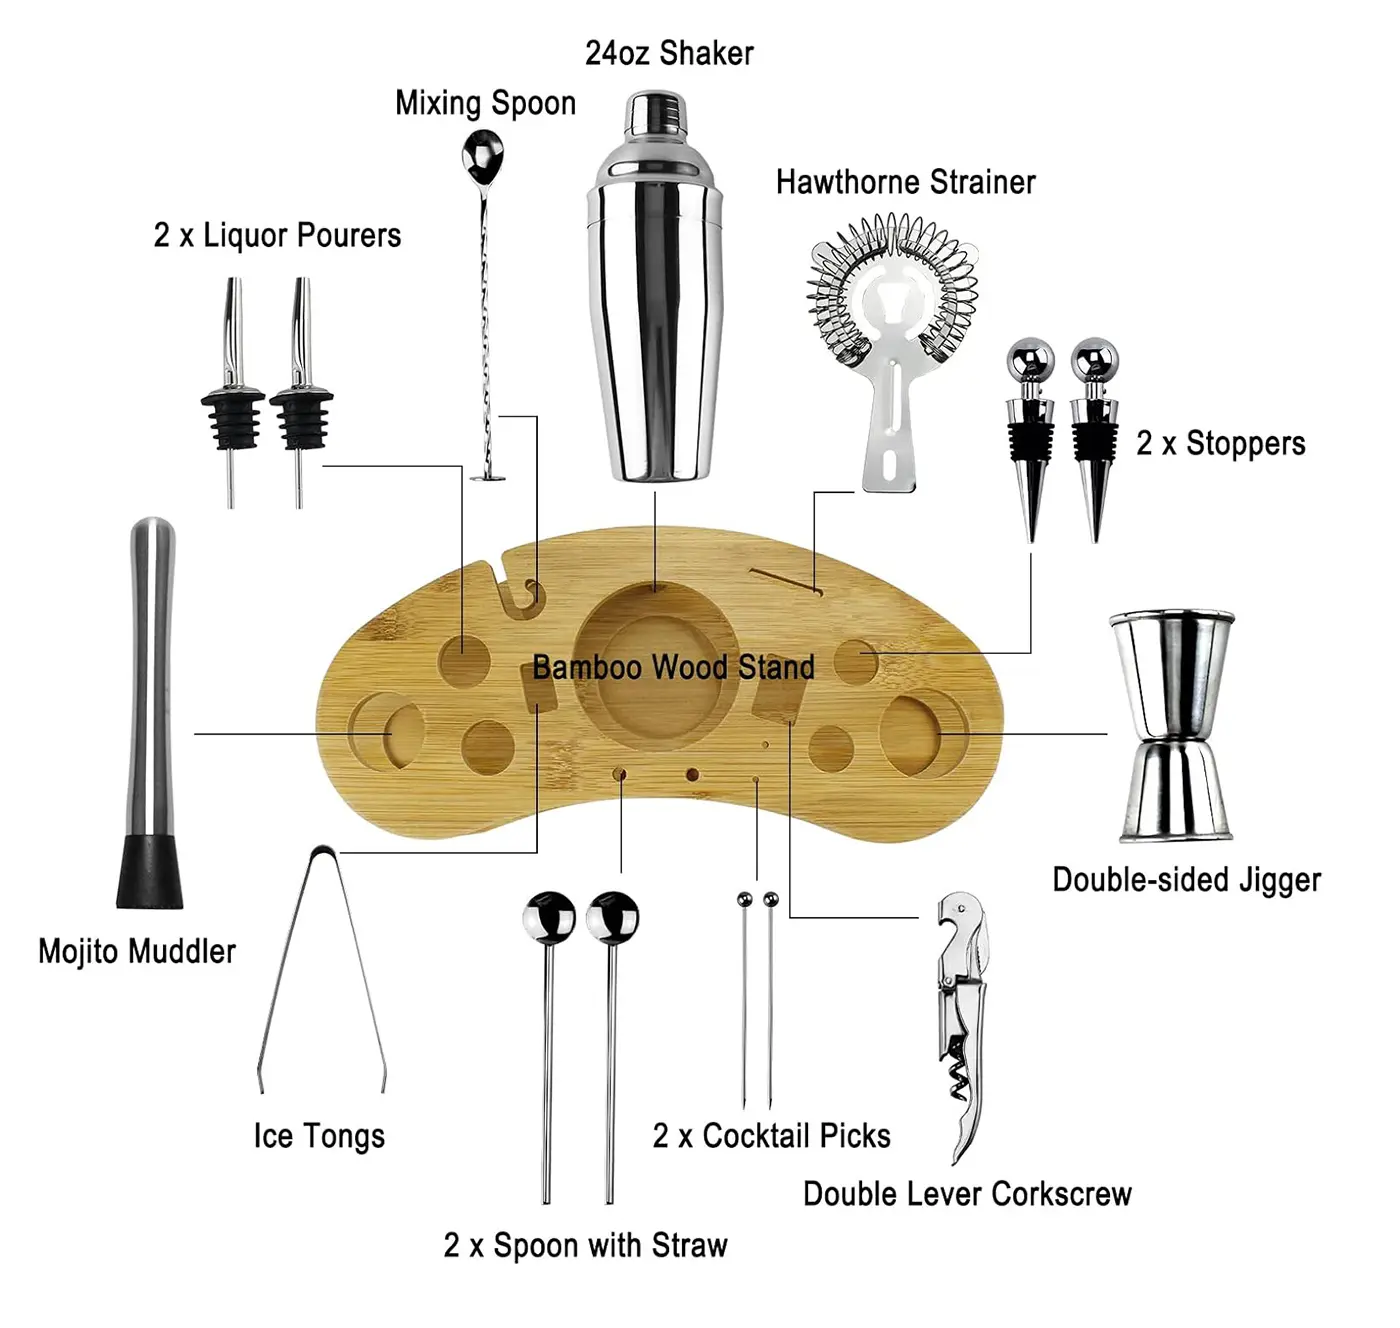 24oz Shaker
Mixing Spoon
Hawthorne Strainer
2 x Liquor Pourers
2 x Stoppers
Bamboo Wood Stand
Double-sided Jigger
Mojito Muddler
Ice Tongs
2 x Cocktail Picks
Double Lever Corkscrew
2 x Spoon with Straw